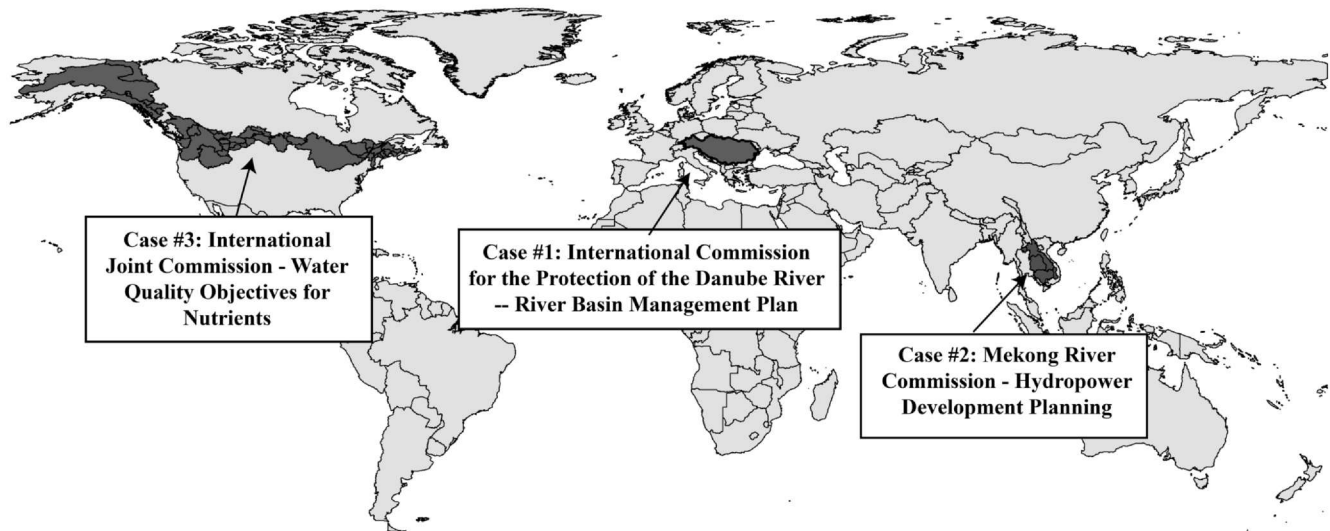 Case #3: International
Joint Commission - Water
Quality Objectives for
Nutrients
Case #1: International Commission
for the Protection of the Danube River
-- River Basin Management Plan
Case #2: Mekong River
Commission - Hydropower
Development Planning